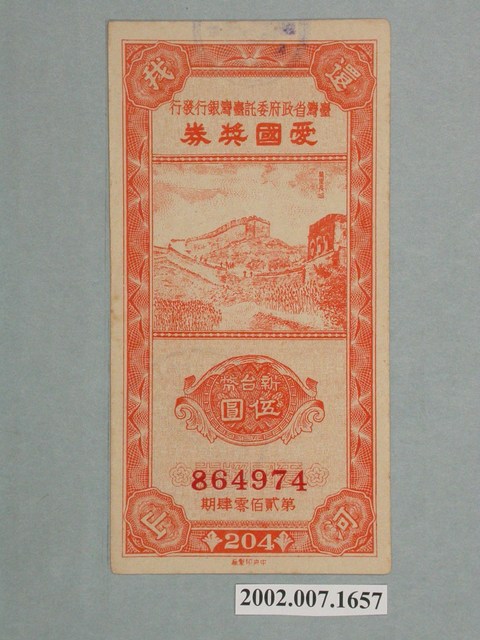 還我
臺灣省政府委託臺灣銀行發行
愛國獎券
新台幣
伍圓
864974
第貳佰零肆期
河山
204
2002.007.1657